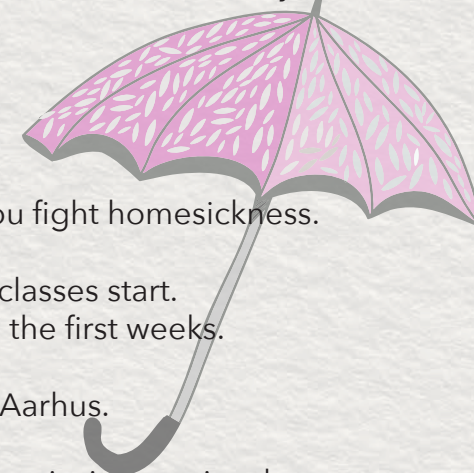 ou fight homesickness.
classes start.
the first weeks.
Aarhus.